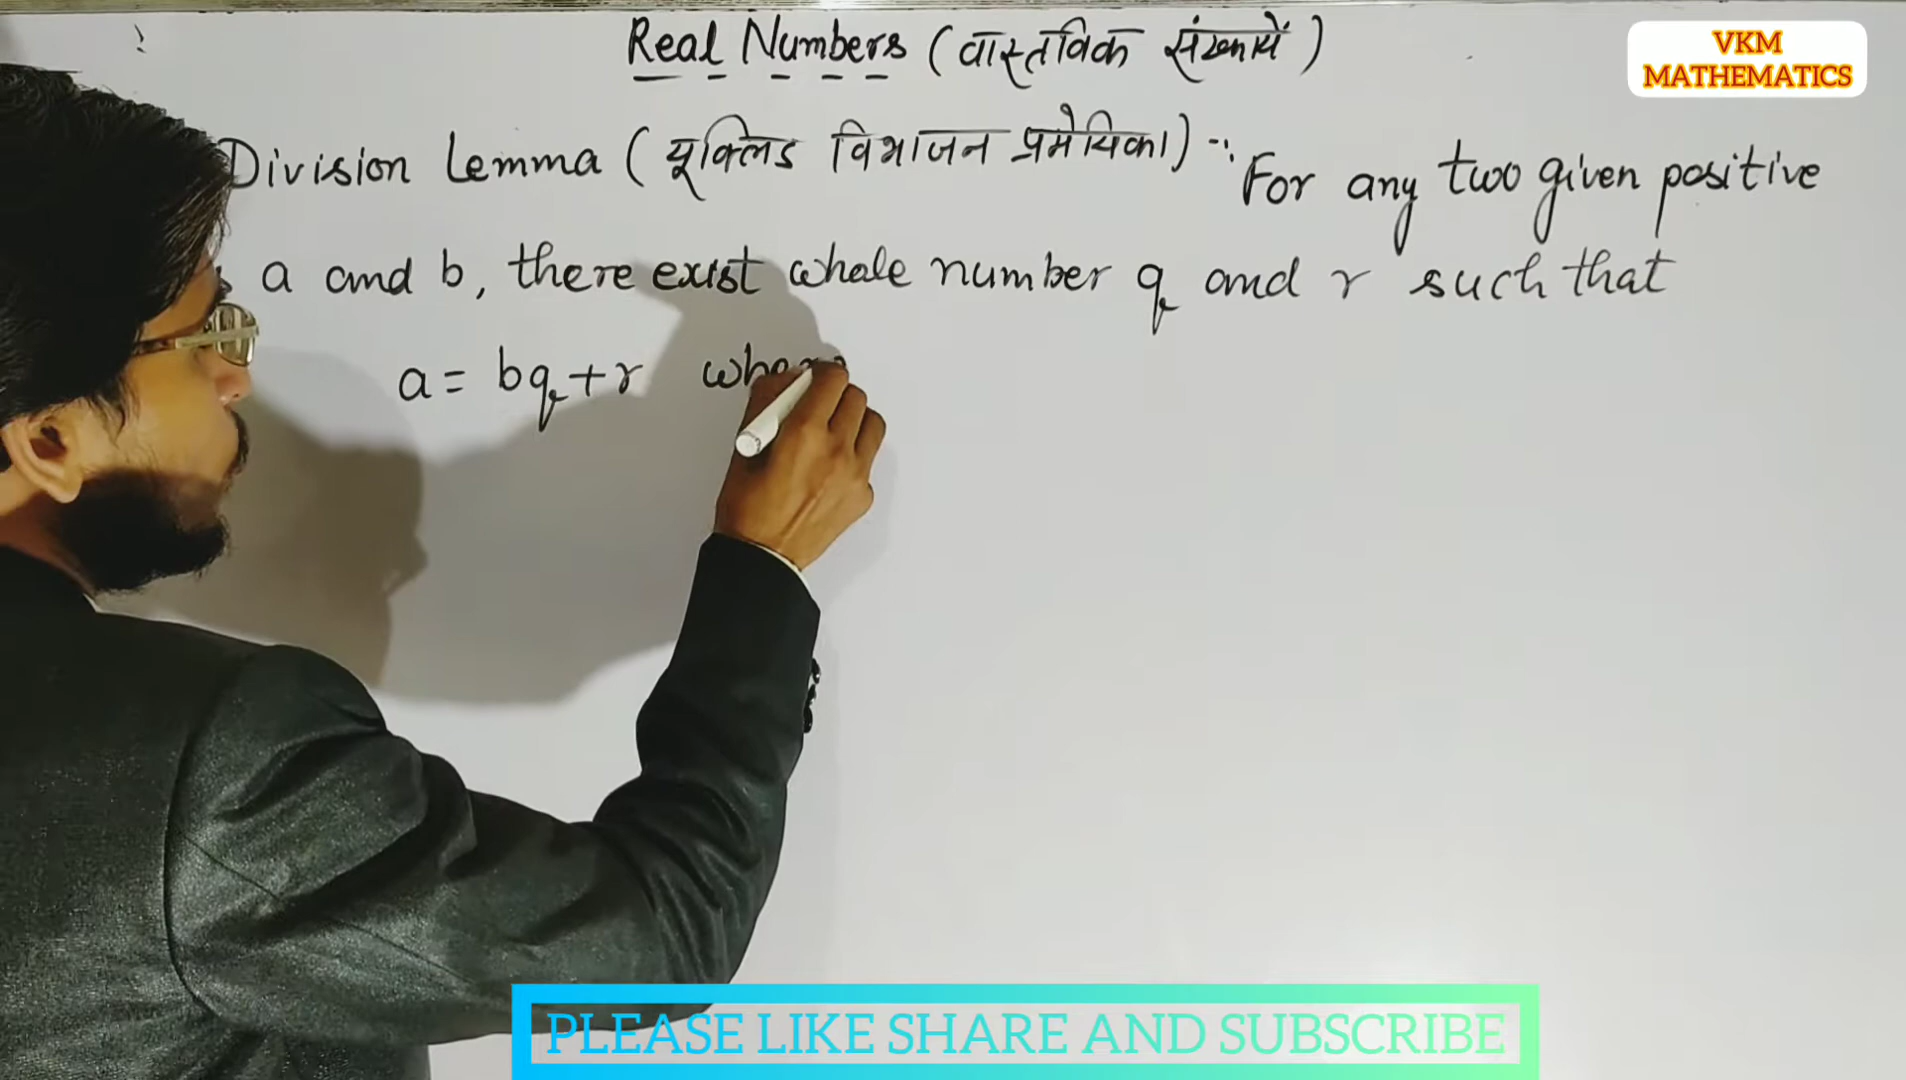 Real Numbers (वास्तविक संख्यायें)
VKM
MATHEMATICS
Division Lemma (यूक्लिड विभाजन प्रमेयिका) :- For any two given positive
a and b, there exist whole number q and r such that
a = bq + r where
PLEASE LIKE SHARE AND SUBSCRIBE